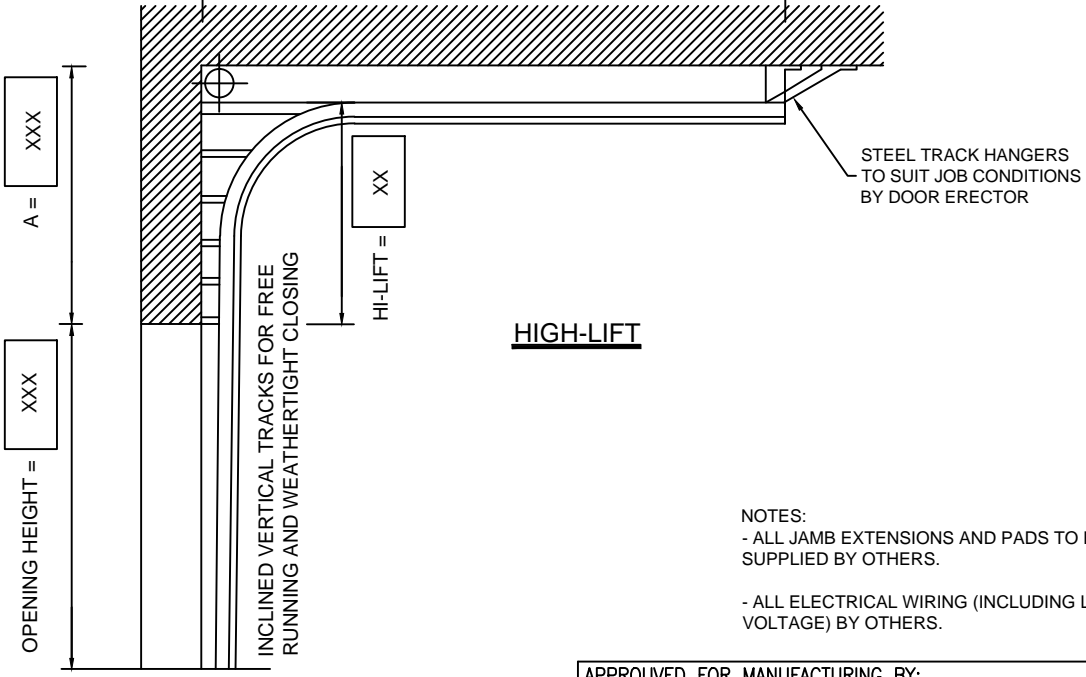 XXX
A =
XX
HI-LIFT =
STEEL TRACK HANGERS
TO SUIT JOB CONDITIONS
BY DOOR ERECTOR
HIGH-LIFT
XXX
OPENING HEIGHT =
INCLINED VERTICAL TRACKS FOR FREE
RUNNING AND WEATHERTIGHT CLOSING
NOTES:
- ALL JAMB EXTENSIONS AND PADS TO
SUPPLIED BY OTHERS.
- ALL ELECTRICAL WIRING (INCLUDING
VOLTAGE) BY OTHERS.
APPROUVED FOR MANUFACTURING BY: